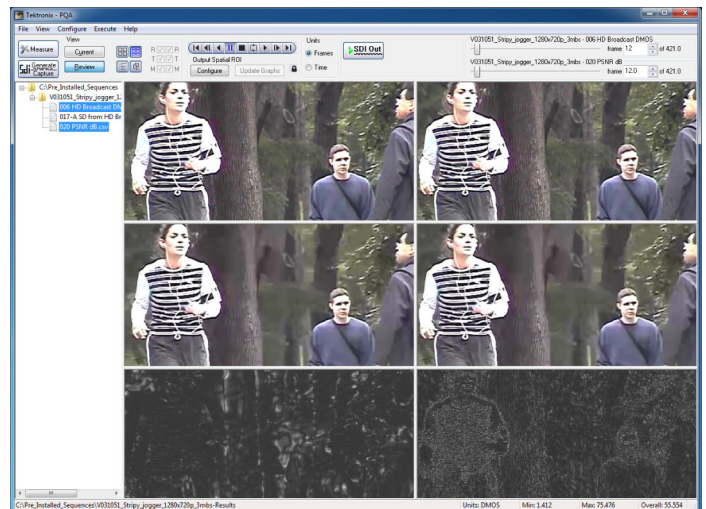 Tektronix - PQA
File View Configure Execute Help
Measure
Generate
Capture
View
Current
Review
R R
T T
M M
Output Spatial ROI
Configure Update Graphs
Units
Frames
Time
SDI Out
V031051_Stripy_jogger_1280x720p_3mbs - 006 HD Broadcast DMOS
frame 12 of 421.0
V031051_Stripy_jogger_1280x720p_3mbs - 020 PSNR dB
frame 12.0 of 421.0
C:\Pre_Installed_Sequences
V031051_Stripy_jogger_1:
006 HD Broadcast DM
017-A SD from HD Br
020 PSNR dB.csv
C:\Pre_Installed_Sequences\V031051_Stripy_jogger_1280x720p_3mbs-Results
Units: DMOS Min: 1.412 Max: 75.476 Overall: 55.554